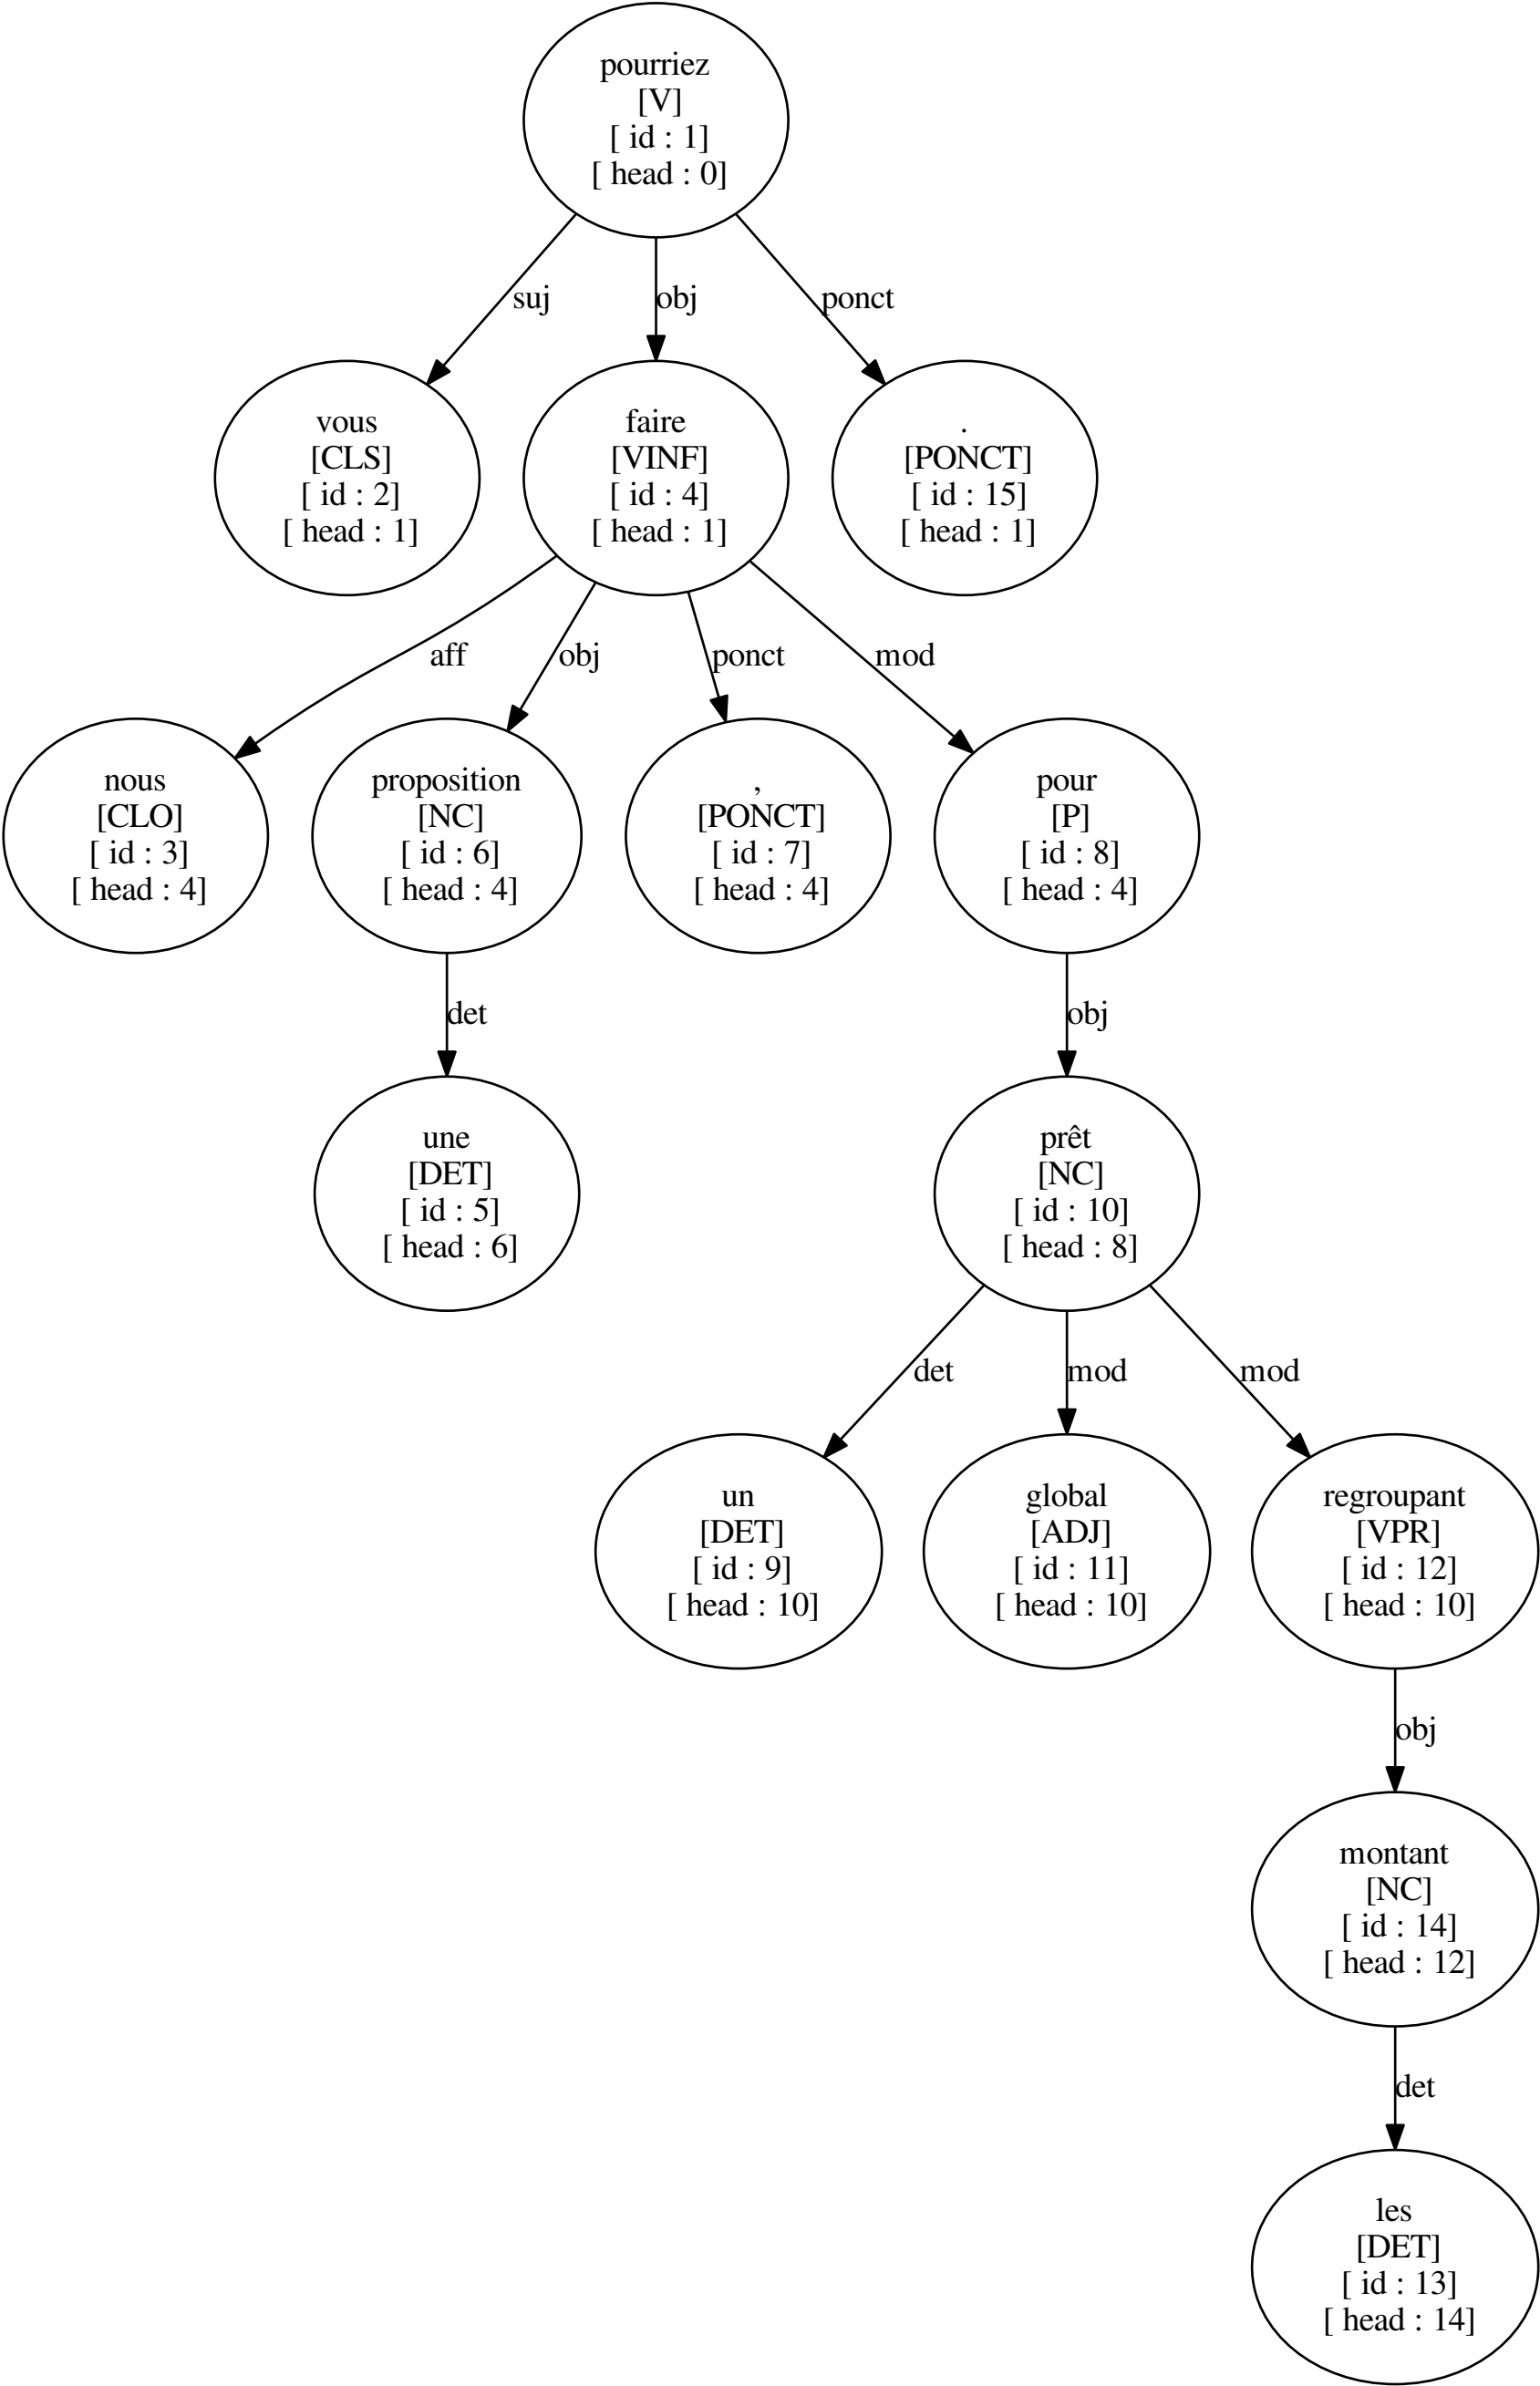 pourriez
[V]
[ id : 1]
[ head : 0]
suj
obj
ponct
vous
[CLS]
[ id : 2]
[ head : 1]
faire
[VINF]
[ id : 4]
[ head : 1]
.
[PONCT]
[ id : 15]
[ head : 1]
aff
obj
ponct
mod
nous
[CLO]
[ id : 3]
[ head : 4]
proposition
[NC]
[ id : 6]
[ head : 4]
,
[PONCT]
[ id : 7]
[ head : 4]
pour
[P]
[ id : 8]
[ head : 4]
det
obj
une
[DET]
[ id : 5]
[ head : 6]
prêt
[NC]
[ id : 10]
[ head : 8]
det
mod
mod
un
[DET]
[ id : 9]
[ head : 10]
global
[ADJ]
[ id : 11]
[ head : 10]
regroupant
[VPR]
[ id : 12]
[ head : 10]
obj
montant
[NC]
[ id : 14]
[ head : 12]
det
les
[DET]
[ id : 13]
[ head : 14]